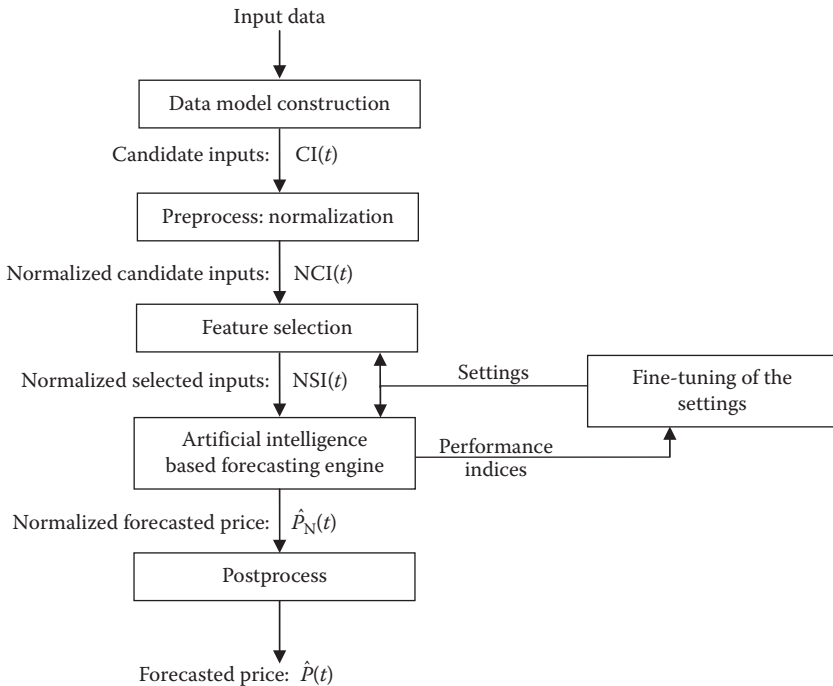 Input data
Data model construction
Candidate inputs: CI(t)
Preprocess: normalization
Normalized candidate inputs: NCI(t)
Feature selection
Normalized selected inputs: NSI(t)
Settings
Fine-tuning of the
settings
Artificial intelligence
based forecasting engine
Performance
indices
Normalized forecasted price: P̂_N(t)
Postprocess
Forecasted price: P̂(t)